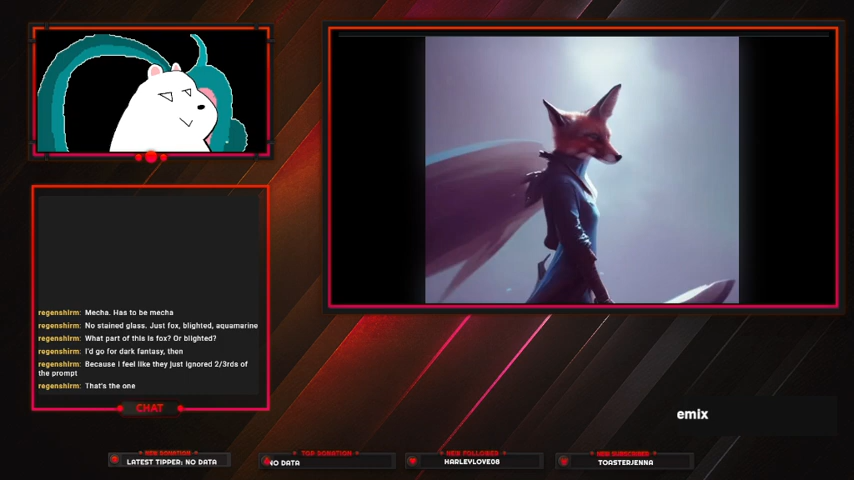 regenshirm: Mecha. Has to be mecha
regenshirm: No stained glass. Just fox, blighted, aquamarine
regenshirm: What part of this is fox? Or blighted?
regenshirm: I'd go for dark fantasy, then
regenshirm: Because I feel like they just ignored 2/3rds of
the prompt
regenshirm: That's the one
CHAT
emix
NEW DONATION
LATEST TIPPER: NO DATA
TOP DONATION
NO DATA
NEW FOLLOWER
HARLEYLOVE08
NEW SUBSCRIBER
TOASTERJENNA